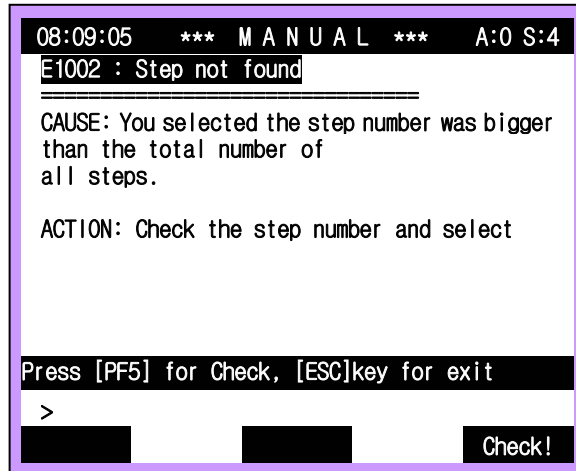 08:09:05 *** M A N U A L *** A:0 S:4
E1002 : Step not found
================================
CAUSE: You selected the step number was bigger
than the total number of
all steps.
ACTION: Check the step number and select
Press [PF5] for Check, [ESC]key for exit
>
Check!